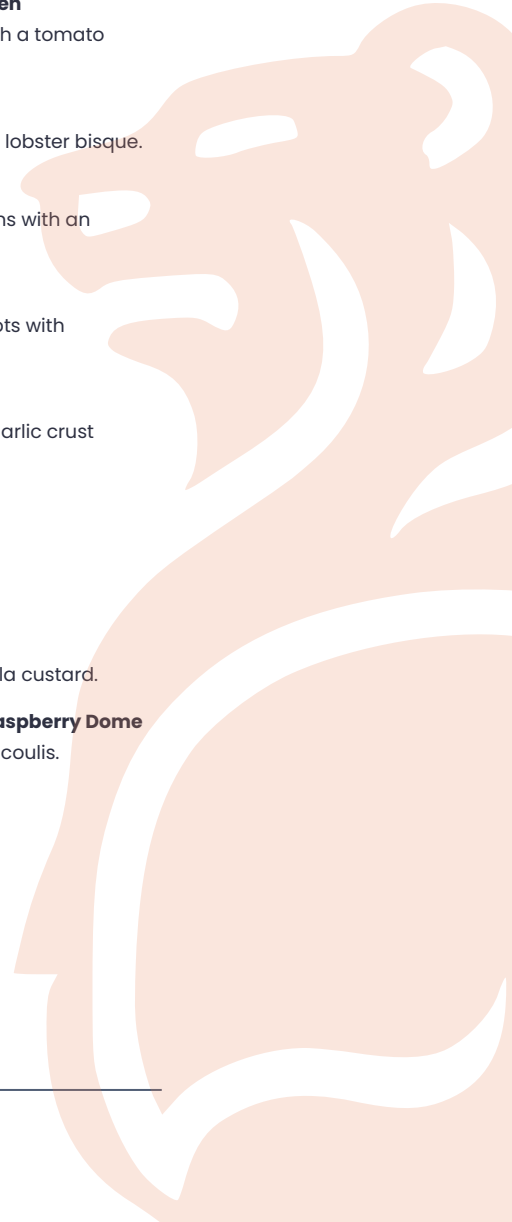 en
h a tomato
lobster bisque.
ns with an
ots with
arlic crust
la custard.
aspberry Dome
coulis.